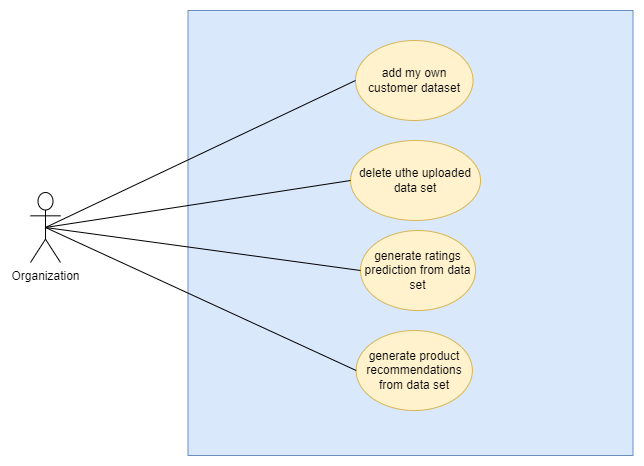 add my own
customer dataset
delete uthe uploaded
data set
generate ratings
prediction from data
set
Organization
generate product
recommendations
from data set